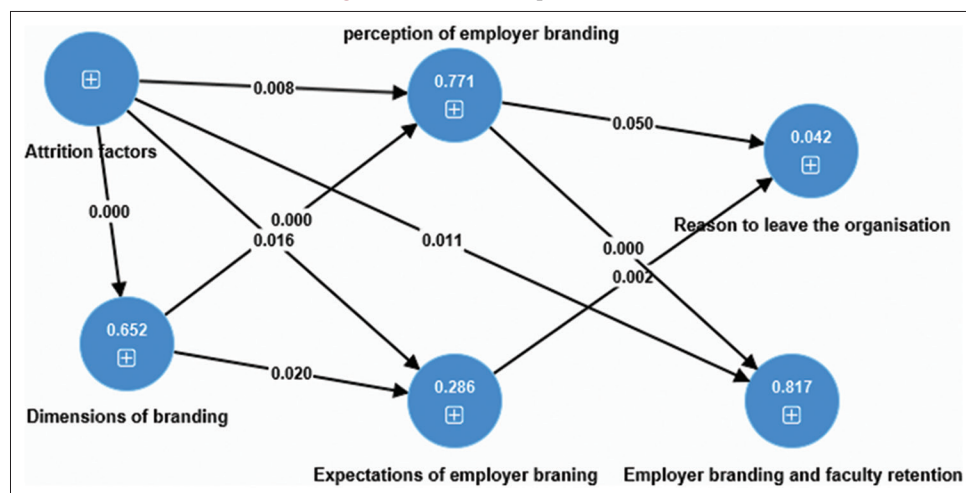 perception of employer branding
0.771
0.008
0.050
0.042
Attrition factors
0.000
0.000
0.016
0.011
Reason to leave the organisation
0.000
0.002
0.652
0.020
0.286
0.817
Dimensions of branding
Expectations of employer braning
Employer branding and faculty retention